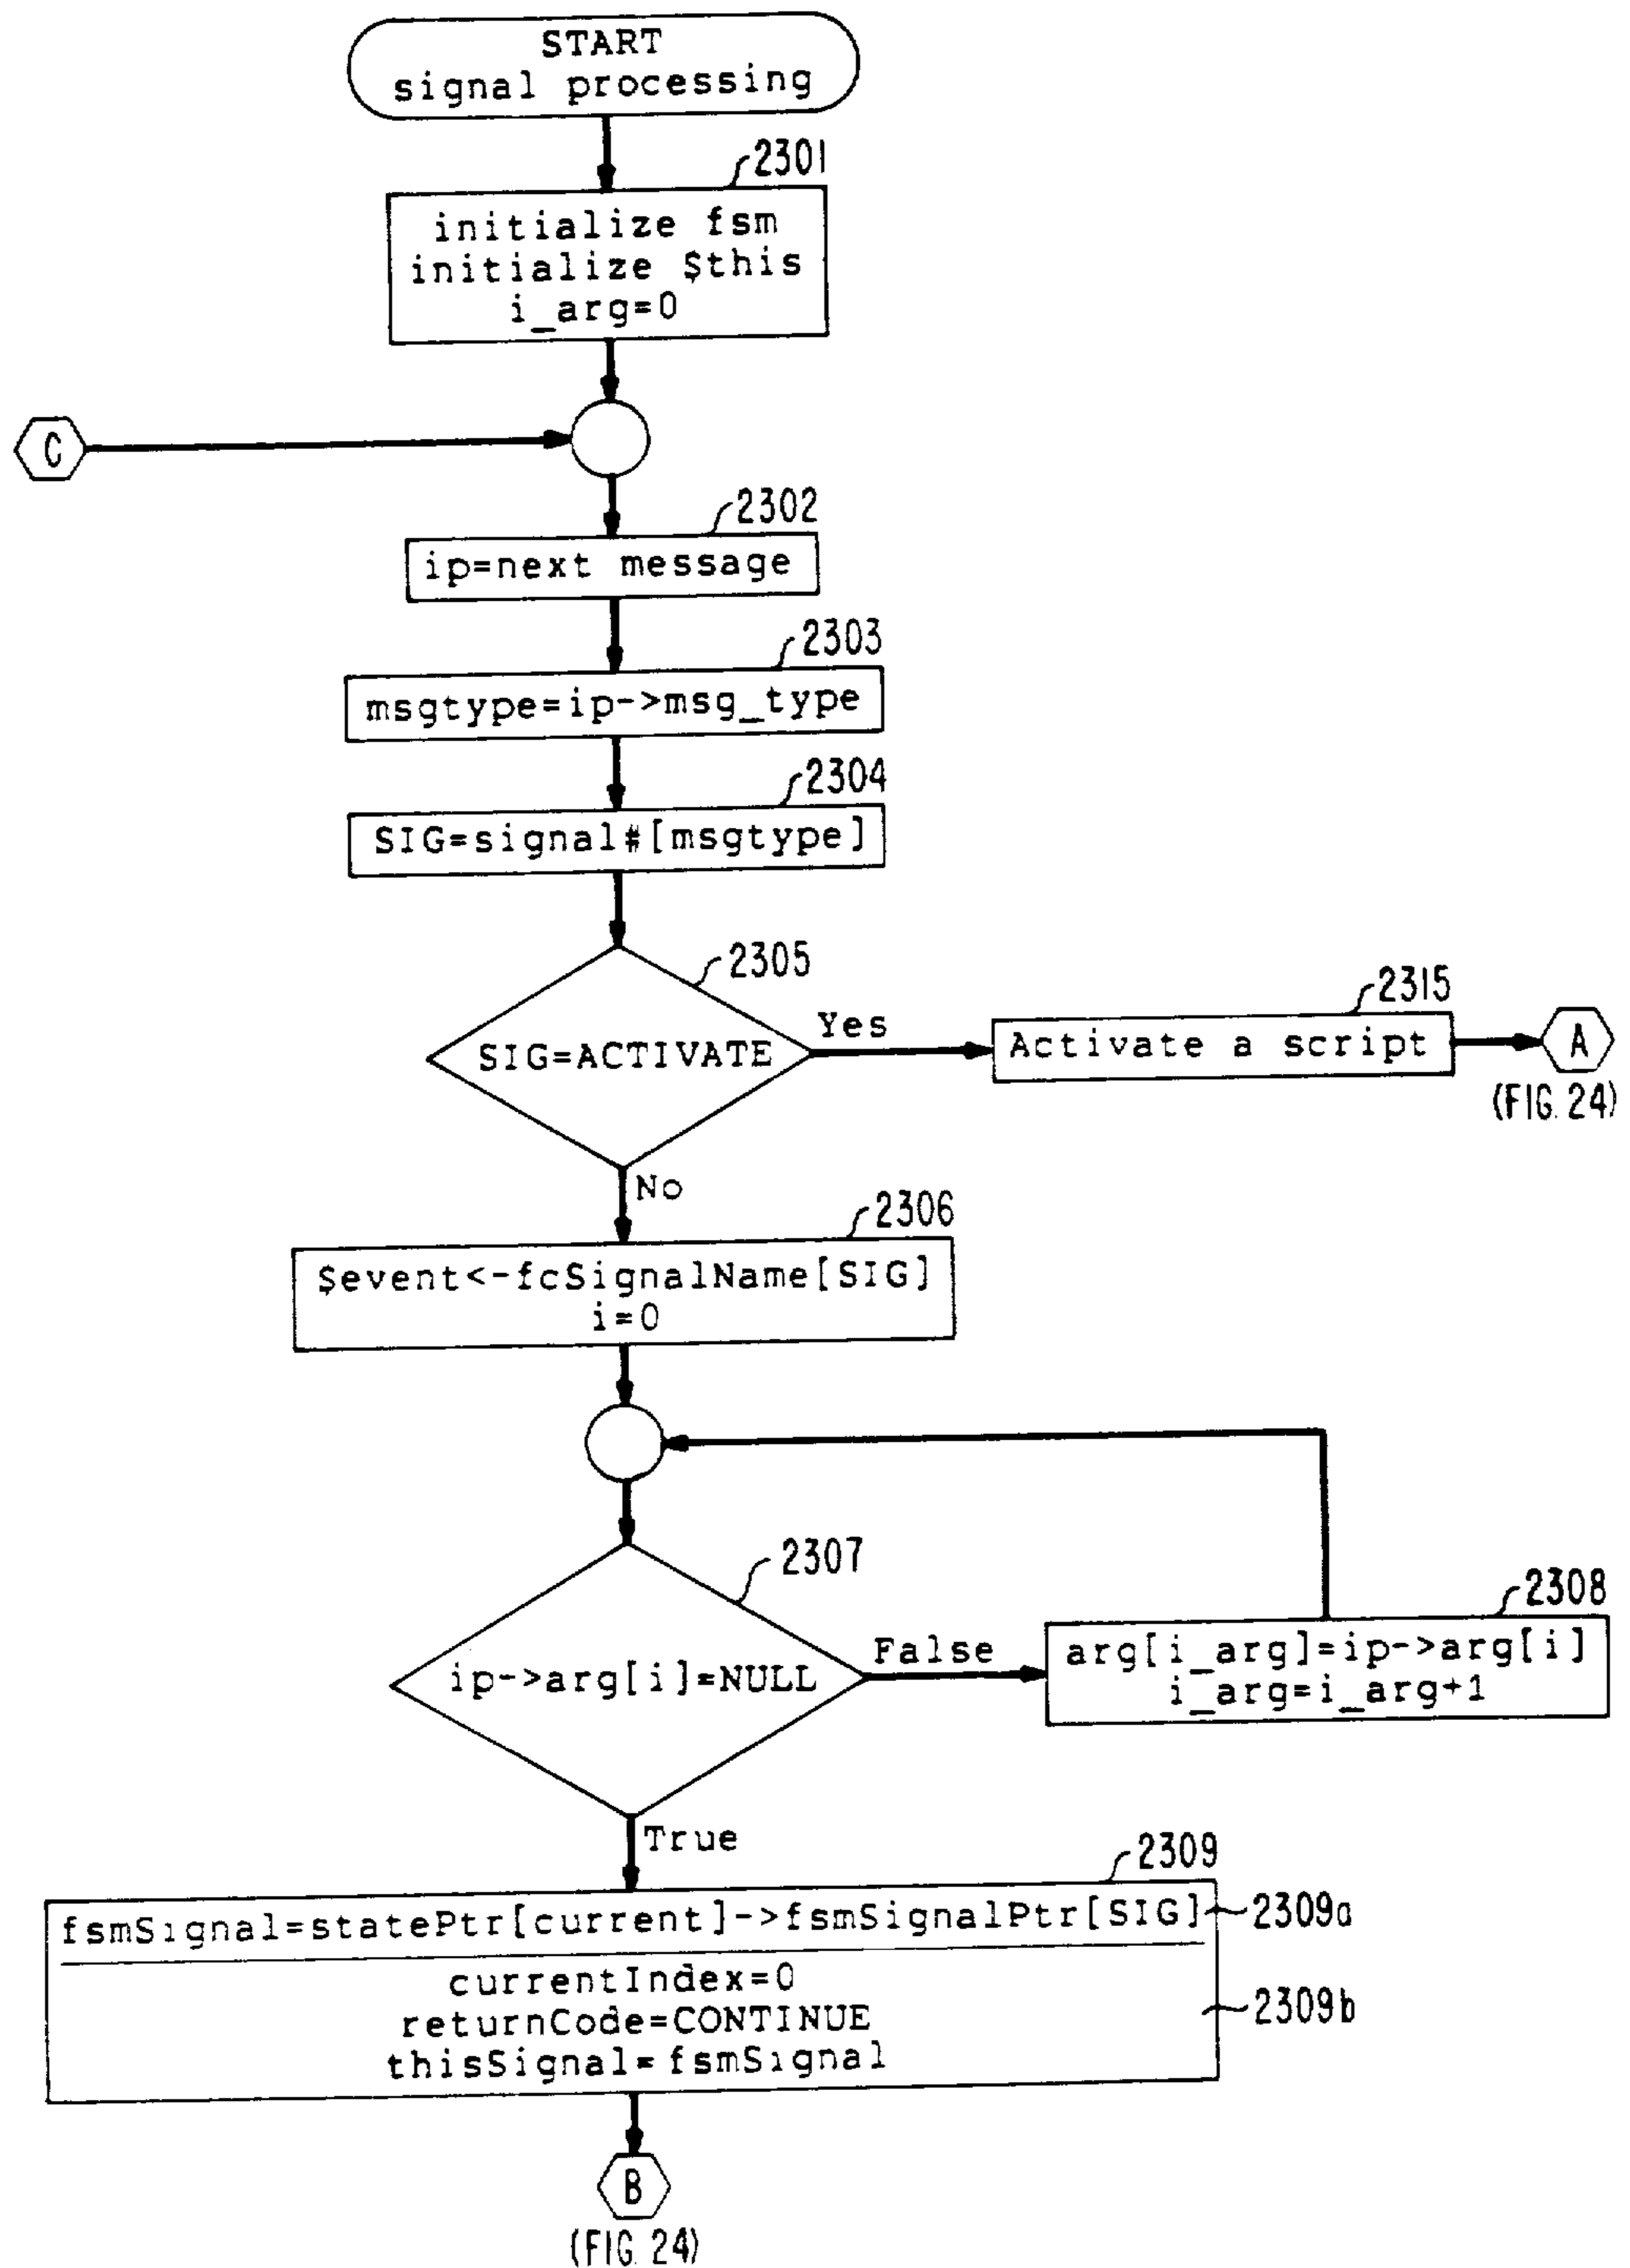 START
signal processing
2301
initialize fsm
initialize $this
i_arg=0
C
2302
ip=next message
2303
msgtype=ip->msg_type
2304
SIG=signal#[msgtype]
2305
SIG=ACTIVATE
Yes
2315
Activate a script
A
(FIG. 24)
No
2306
$event<-fcSignalName[SIG]
i=0
2307
ip->arg[i]=NULL
False
2308
arg[i_arg]=ip->arg[i]
i_arg=i_arg+1
True
2309
fsmSignal=statePtr[current]->fsmSignalPtr[SIG]
2309a
currentIndex=0
returnCode=CONTINUE
thisSignal=fsmSignal
2309b
B
(FIG. 24)